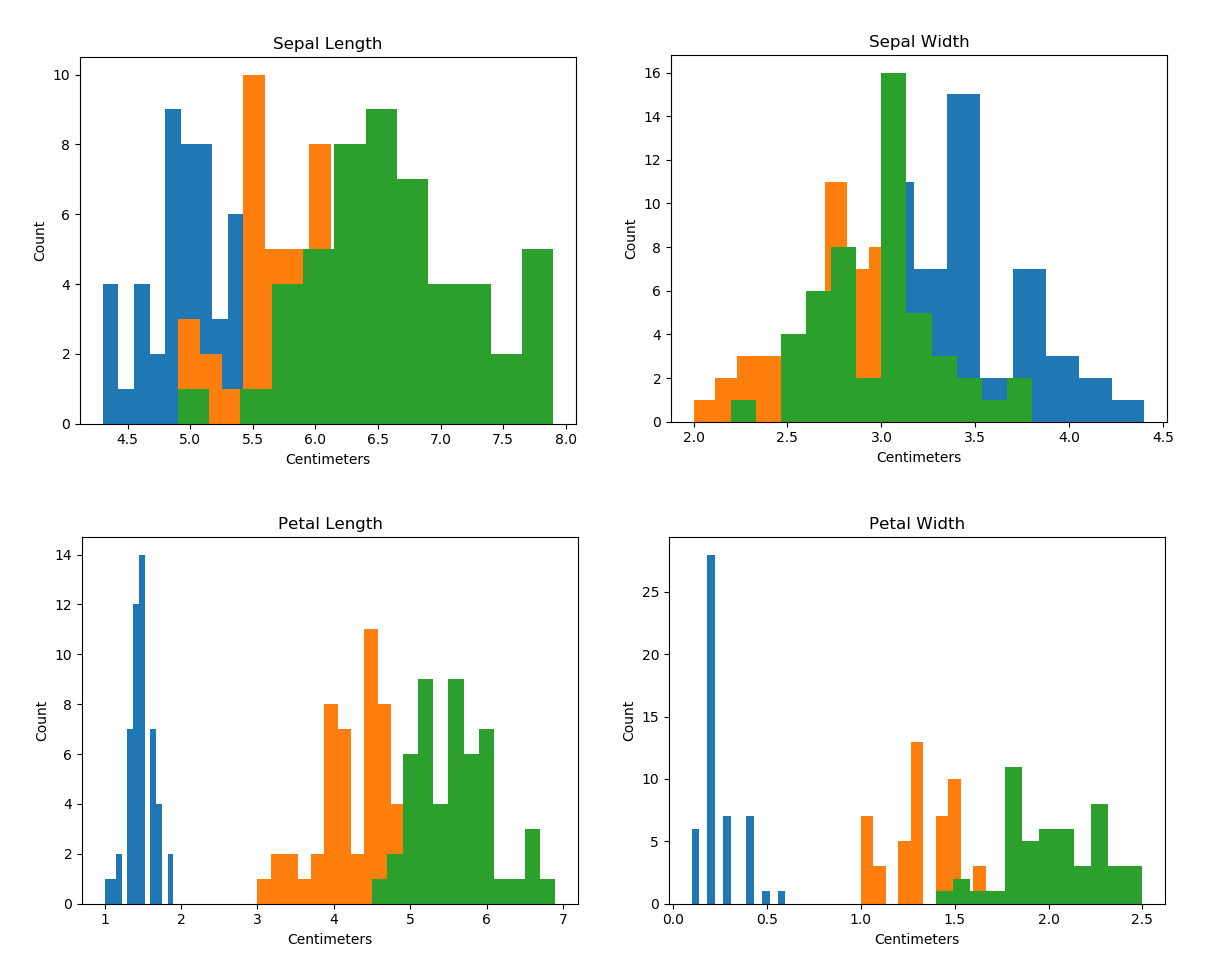 Sepal Length
10
8
6
4
2
0
Count
4.5 5.0 5.5 6.0 6.5 7.0 7.5 8.0
Centimeters
Sepal Width
16
14
12
10
8
6
4
2
0
Count
2.0 2.5 3.0 3.5 4.0 4.5
Centimeters
Petal Length
14
12
10
8
6
4
2
0
Count
1 2 3 4 5 6 7
Centimeters
Petal Width
25
20
15
10
5
0
Count
0.0 0.5 1.0 1.5 2.0 2.5
Centimeters